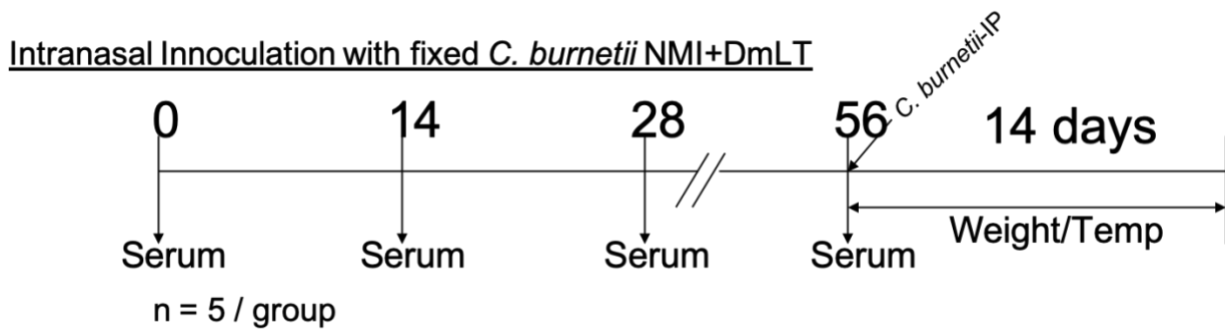 Intranasal Innoculation with fixed C. burnetii NMI+DmLT
C. burnetii-IP
0 14 28 56 14 days
Weight/Temp
Serum Serum Serum Serum
n = 5 / group